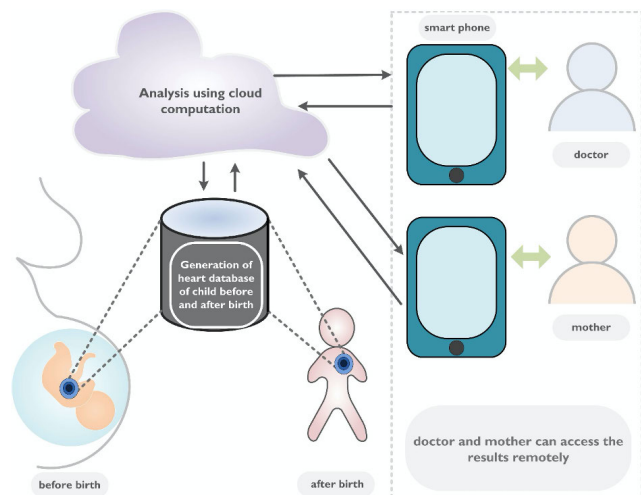 smart phone
Analysis using cloud
computation
doctor
Generation of
heart database
of child before
and after birth
mother
doctor and mother can access the
results remotely
before birth
after birth